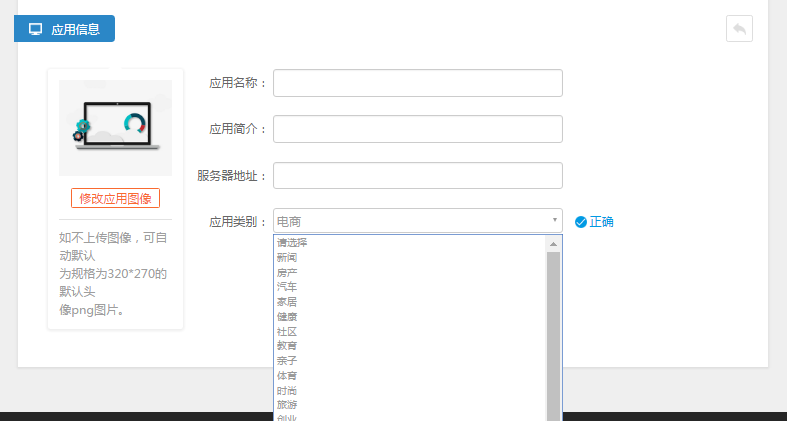 应用信息
应用名称：
应用简介：
服务器地址：
应用类别：
电商
正确
修改应用图像
如不上传图像，可自
动默认
为规格为320*270的
默认头
像png图片。
请选择
新闻
房产
汽车
家居
健康
社区
教育
亲子
体育
时尚
旅游
创业